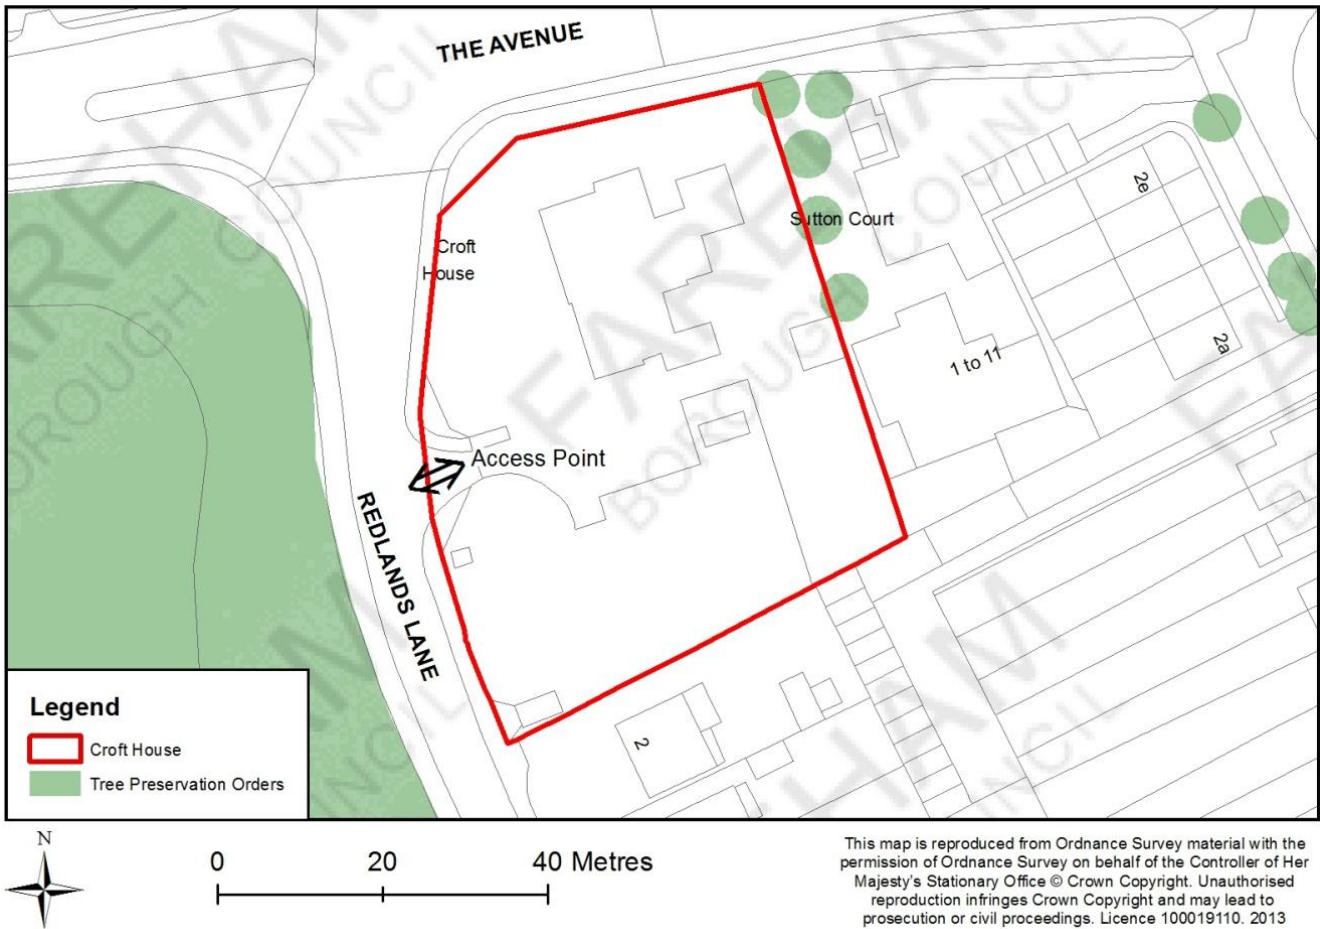 THE AVENUE
2e
Sutton Court
Croft
House
2a
1 to 11
Access Point
REDLANDS LANE
2
Legend
Croft House
Tree Preservation Orders
N
0 20 40 Metres
This map is reproduced from Ordnance Survey material with the
permission of Ordnance Survey on behalf of the Controller of Her
Majesty's Stationary Office © Crown Copyright. Unauthorised
reproduction infringes Crown Copyright and may lead to
prosecution or civil proceedings. Licence 100019110. 2013
FAREHAM
BOROUGH COUNCIL